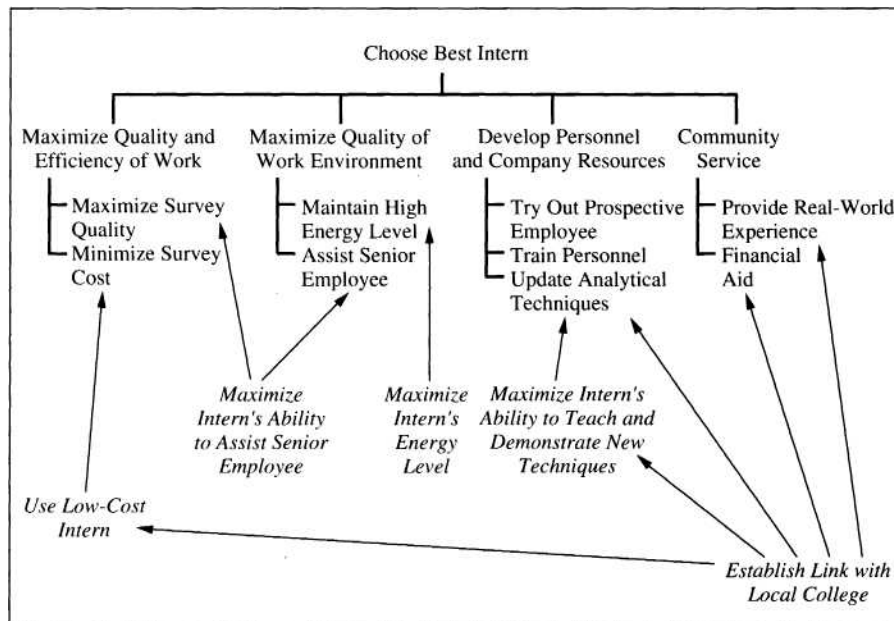 Choose Best Intern
Maximize Quality and
Efficiency of Work
Maximize Survey
Quality
Minimize Survey
Cost
Maximize Quality of
Work Environment
Maintain High
Energy Level
Assist Senior
Employee
Develop Personnel
and Company Resources
Try Out Prospective
Employee
Train Personnel
Update Analytical
Techniques
Community
Service
Provide Real-World
Experience
Financial
Aid
Maximize
Intern's Ability
to Assist Senior
Employee
Maximize
Intern's
Energy
Level
Maximize Intern's
Ability to Teach and
Demonstrate New
Techniques
Use Low-Cost
Intern
Establish Link with
Local College